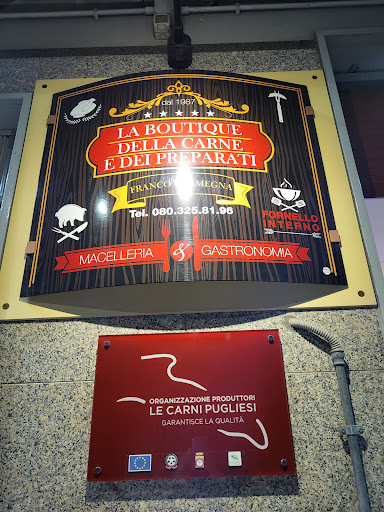 dal 1967
LA BOUTIQUE
DELLA CARNE
E DEI PREPARATI
FRANCO
Tel. 080.325.81.96
FORNELLO
INTERNO
MACELLERIA & GASTRONOMIA
ORGANIZZAZIONE PRODUTTORI
LE CARNI PUGLIESI
GARANTISCE LA QUALITÀ